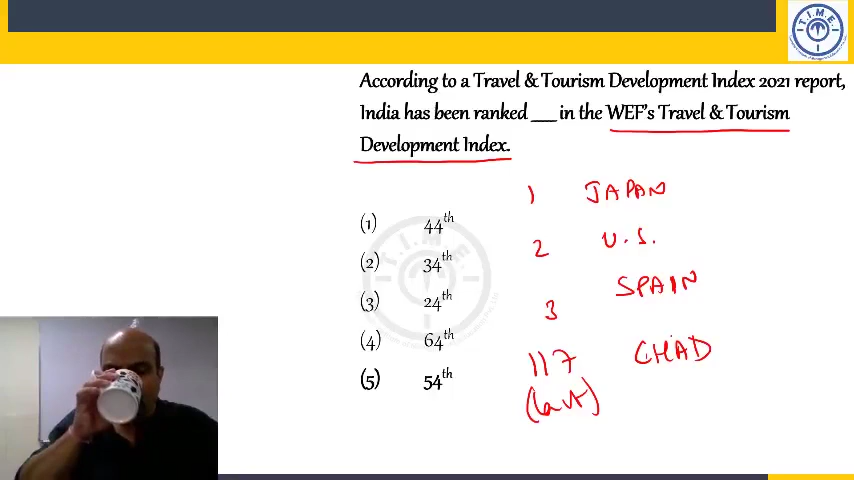 T.I.M.E.
According to a Travel & Tourism Development Index 2021 report,
India has been ranked ___ in the WEF's Travel & Tourism
Development Index.
1 JAPAN
(1) 44th
2 U.S.
(2) 34th
SPAIN
(3) 24th
3
(4) 64th
117 CHAD
(5) 54th
(last)